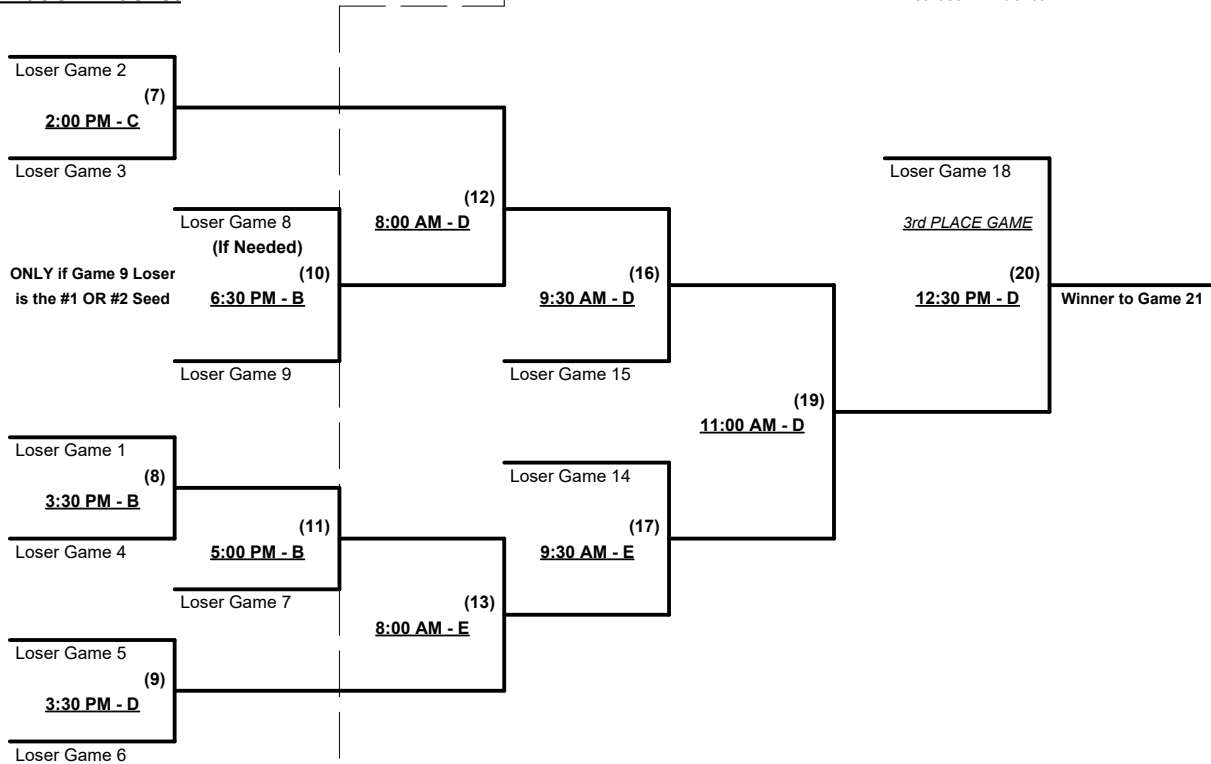 Loser Game 2
(7)
2:00 PM - C
Loser Game 3
Loser Game 8
(If Needed)
ONLY if Game 9 Loser
is the #1 OR #2 Seed
(10)
6:30 PM - B
Loser Game 9
(12)
8:00 AM - D
(16)
9:30 AM - D
Loser Game 15
Loser Game 18
3rd PLACE GAME
(20)
12:30 PM - D
Winner to Game 21
(19)
11:00 AM - D
Loser Game 1
(8)
3:30 PM - B
Loser Game 4
(11)
5:00 PM - B
Loser Game 7
Loser Game 14
(17)
9:30 AM - E
(13)
8:00 AM - E
Loser Game 5
(9)
3:30 PM - D
Loser Game 6